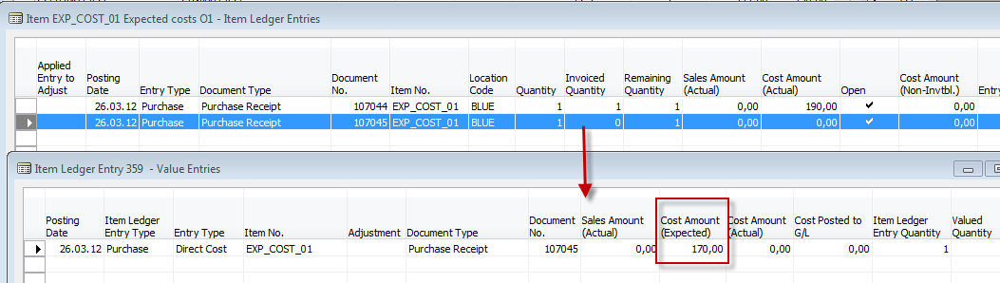 Item EXP_COST_01 Expected costs O1 - Item Ledger Entries
Applied Entry to Adjust Posting Date Entry Type Document Type Document No. Item No. Location Code Quantity Invoiced Quantity Remaining Quantity Sales Amount (Actual) Cost Amount (Actual) Open Cost Amount (Non-Invtbl.) Entry
26.03.12 Purchase Purchase Receipt 107044 EXP_COST_01 BLUE 1 1 1 0,00 190,00 0,00
26.03.12 Purchase Purchase Receipt 107045 EXP_COST_01 BLUE 1 0 1 0,00 0,00 0,00
Item Ledger Entry 359 - Value Entries
Posting Date Item Ledger Entry Type Entry Type Item No. Adjustment Document Type Document No. Sales Amount (Actual) Cost Amount (Expected) Cost Amount (Actual) Cost Posted to G/L Item Ledger Entry Quantity Valued Quantity
26.03.12 Purchase Direct Cost EXP_COST_01 Purchase Receipt 107045 0,00 170,00 0,00 0,00 1